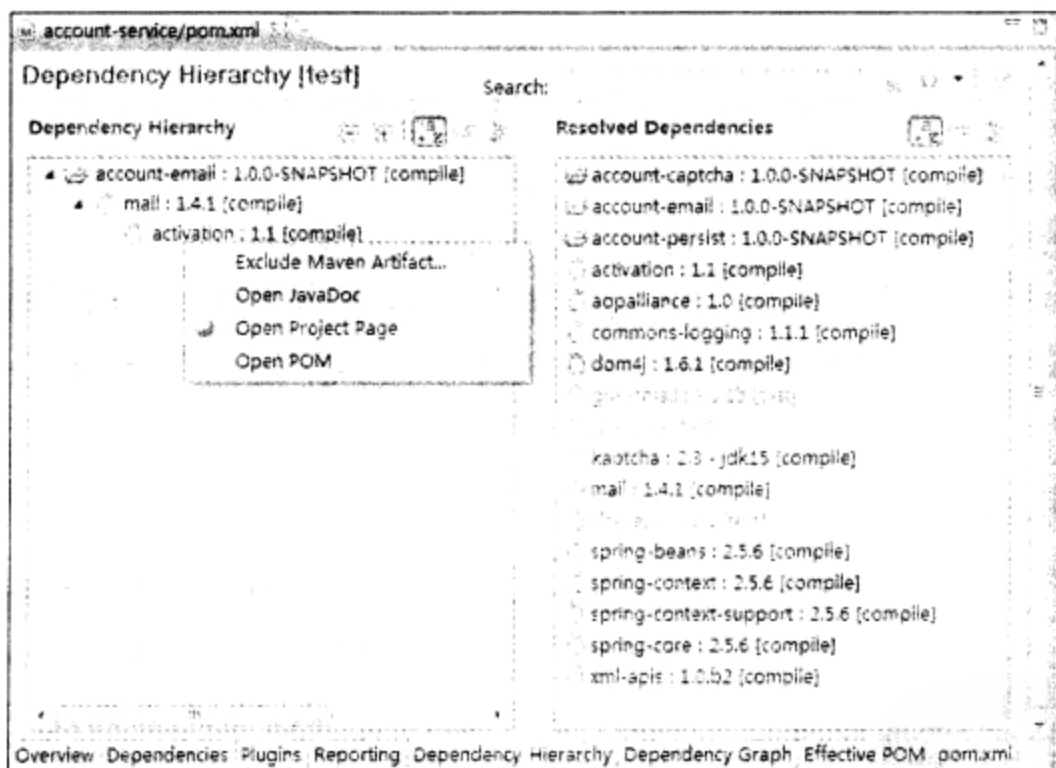 account-service/pom.xml
Dependency Hierarchy [test]
Search:
Dependency Hierarchy
account-email : 1.0.0-SNAPSHOT [compile]
mail : 1.4.1 [compile]
activation : 1.1 [compile]
Exclude Maven Artifact...
Open JavaDoc
Open Project Page
Open POM
Resolved Dependencies
account-captcha : 1.0.0-SNAPSHOT [compile]
account-email : 1.0.0-SNAPSHOT [compile]
account-persist : 1.0.0-SNAPSHOT [compile]
activation : 1.1 [compile]
aopalliance : 1.0 [compile]
commons-logging : 1.1.1 [compile]
dom4j : 1.6.1 [compile]
kaptcha : 2.3 - jdk15 [compile]
mail : 1.4.1 [compile]
spring-beans : 2.5.6 [compile]
spring-context : 2.5.6 [compile]
spring-context-support : 2.5.6 [compile]
spring-core : 2.5.6 [compile]
xml-apis : 1.0.b2 [compile]
Overview Dependencies Plugins Reporting Dependency Hierarchy Dependency Graph Effective POM pom.xml